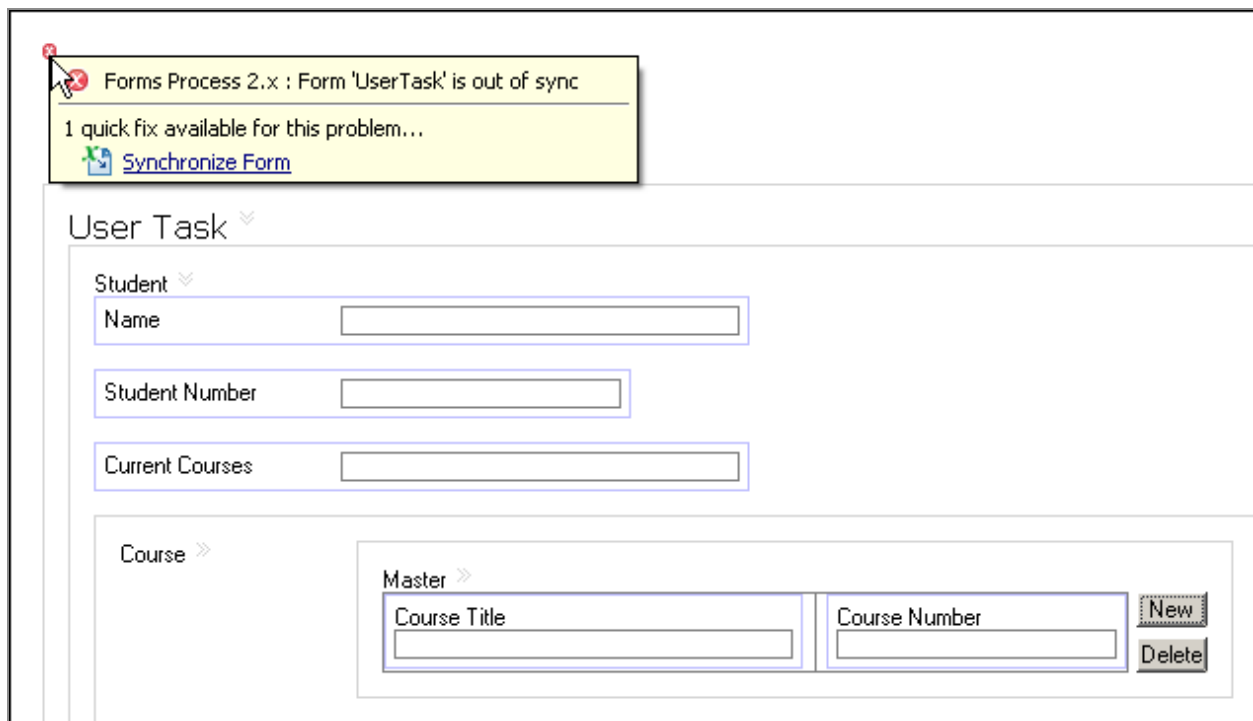 Forms Process 2.x : Form 'UserTask' is out of sync
1 quick fix available for this problem...
Synchronize Form
User Task
Student
Name
Student Number
Current Courses
Course
Master
Course Title Course Number New
Delete